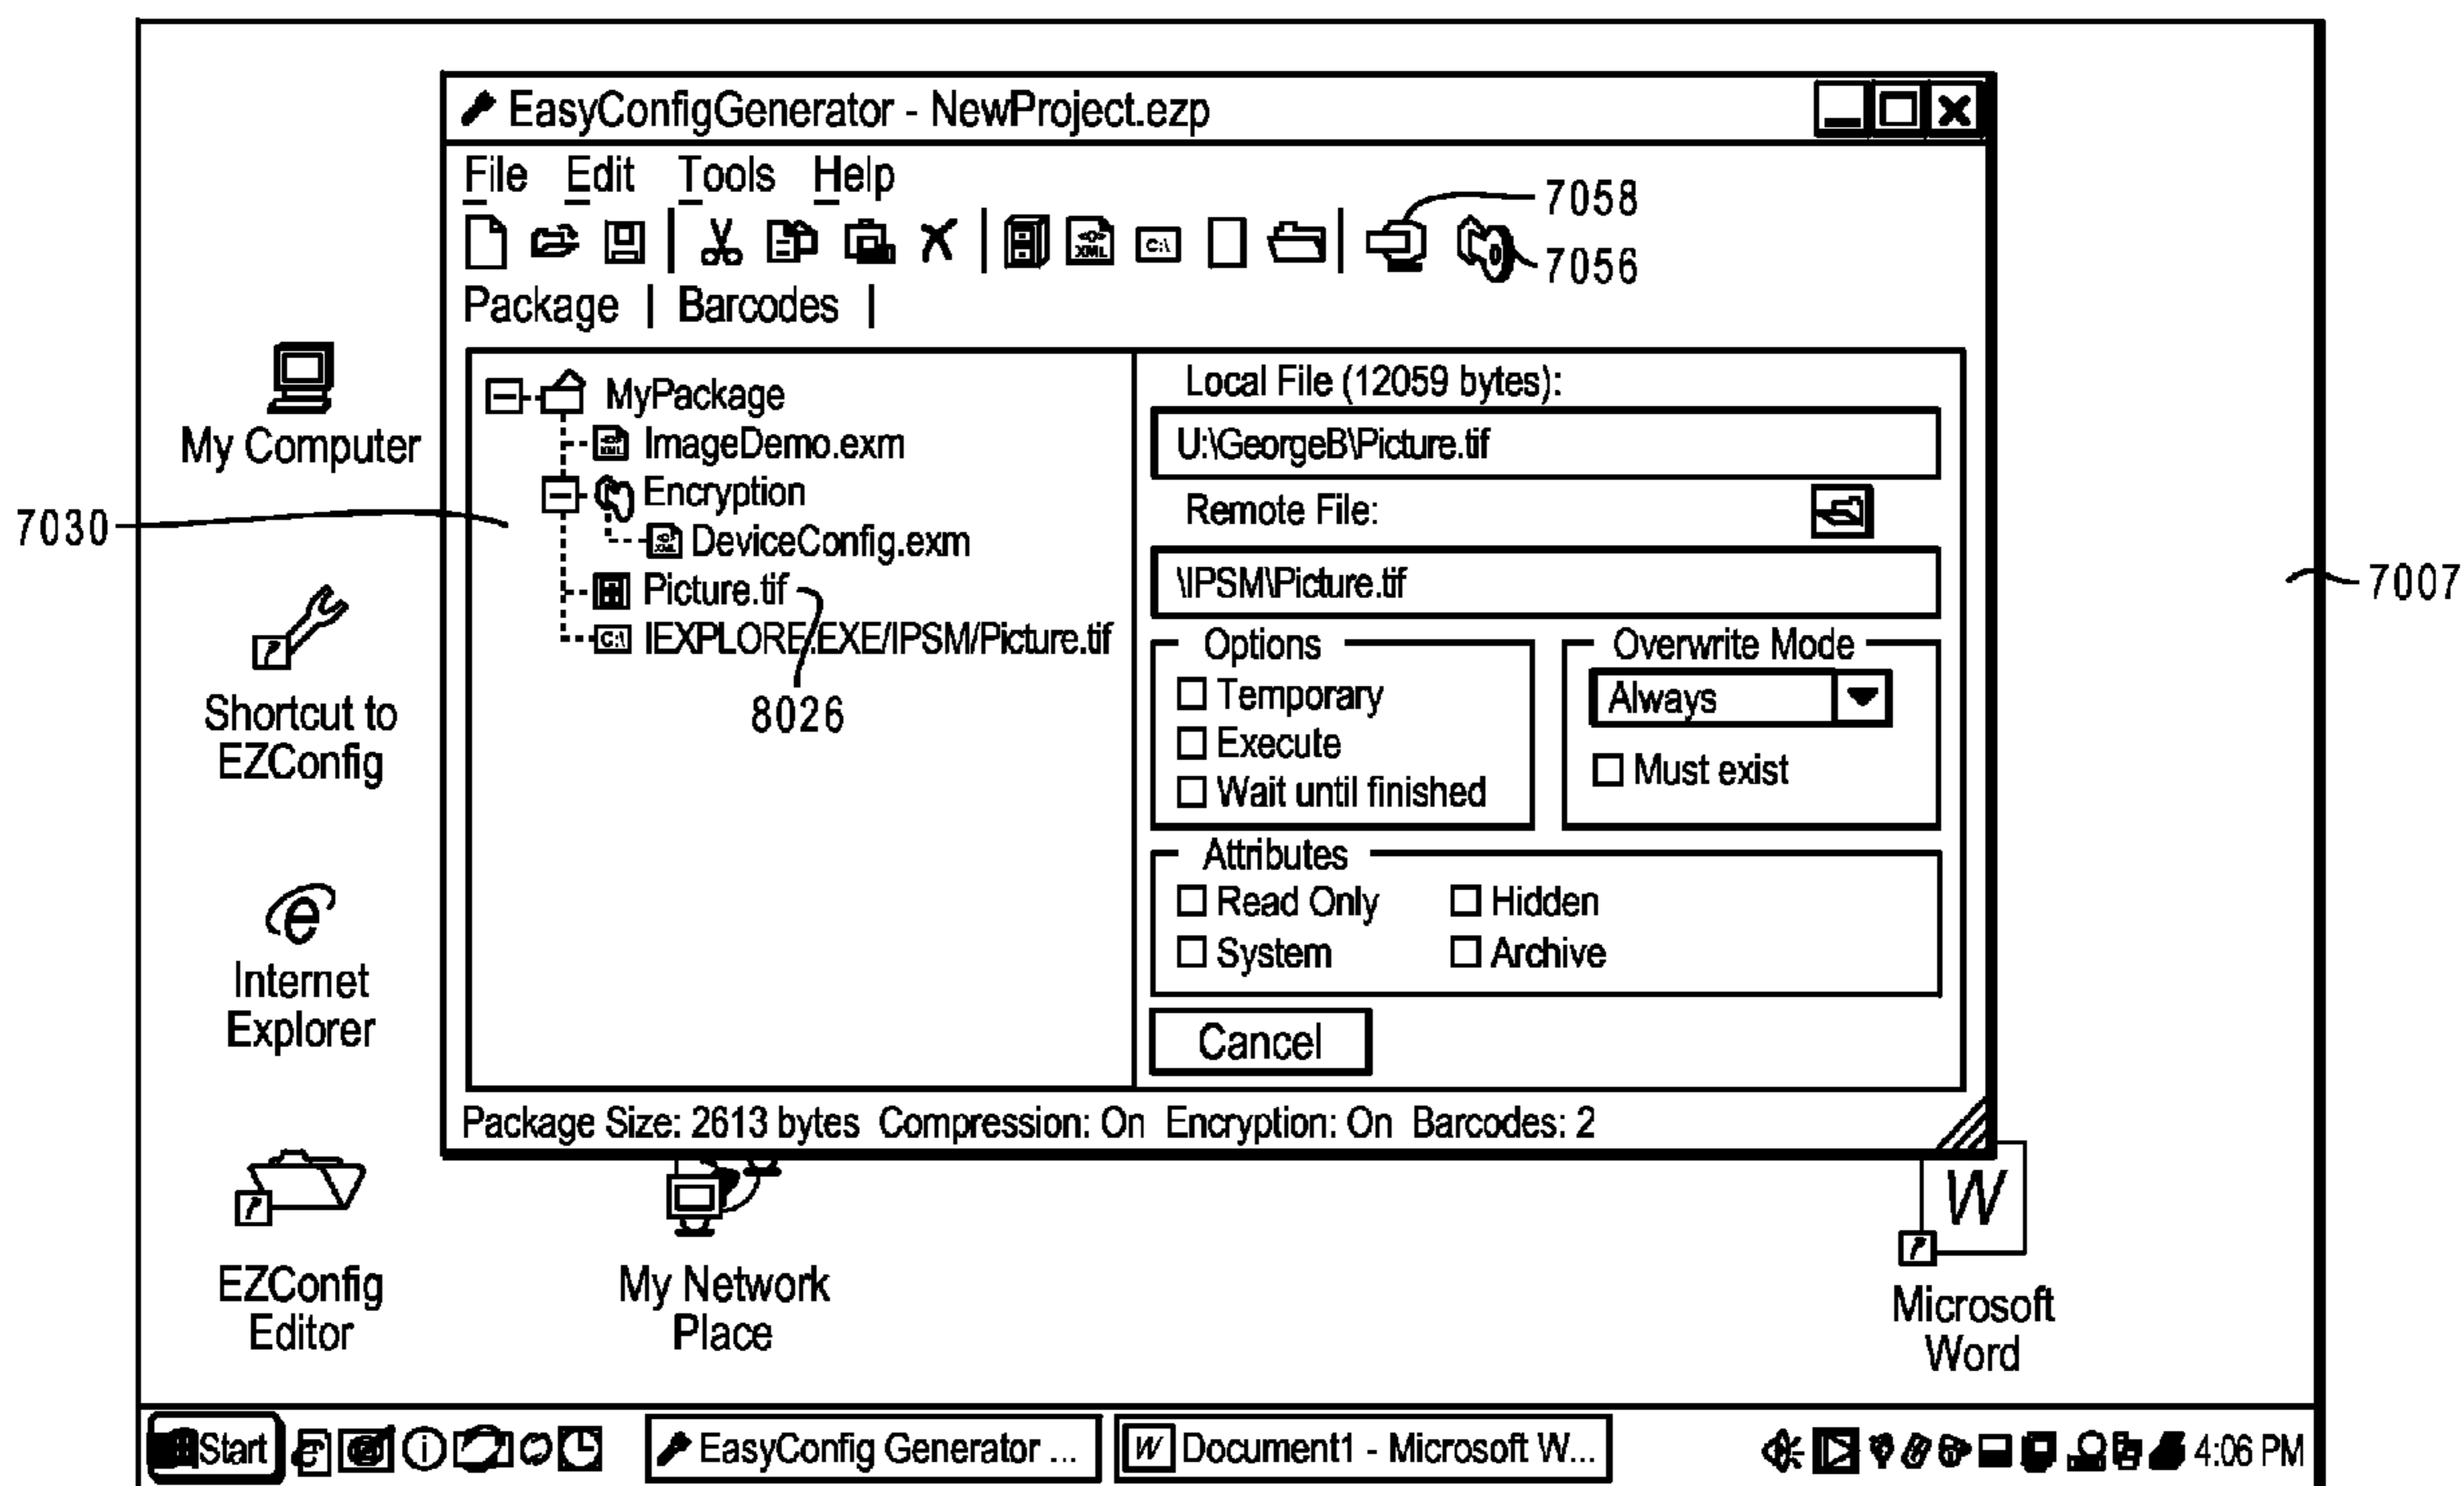 EasyConfigGenerator - NewProject.ezp
File Edit Tools Help
7058
XML C:\
7056
Package | Barcodes |
MyPackage
XML ImageDemo.exm
Encryption
XML DeviceConfig.exm
Picture.tif
C:\ IEXPLORE.EXE/IPSM/Picture.tif
8026
7030
Local File (12059 bytes):
U:\GeorgeB\Picture.tif
Remote File:
\IPSM\Picture.tif
Options
Temporary
Execute
Wait until finished
Overwrite Mode
Always
Must exist
Attributes
Read Only
Hidden
System
Archive
Cancel
Package Size: 2613 bytes Compression: On Encryption: On Barcodes: 2
7007
My Computer
Shortcut to
EZConfig
e
Internet
Explorer
EZConfig
Editor
My Network
Place
W
Microsoft
Word
Start
EasyConfig Generator ...
W Document1 - Microsoft W...
4:06 PM